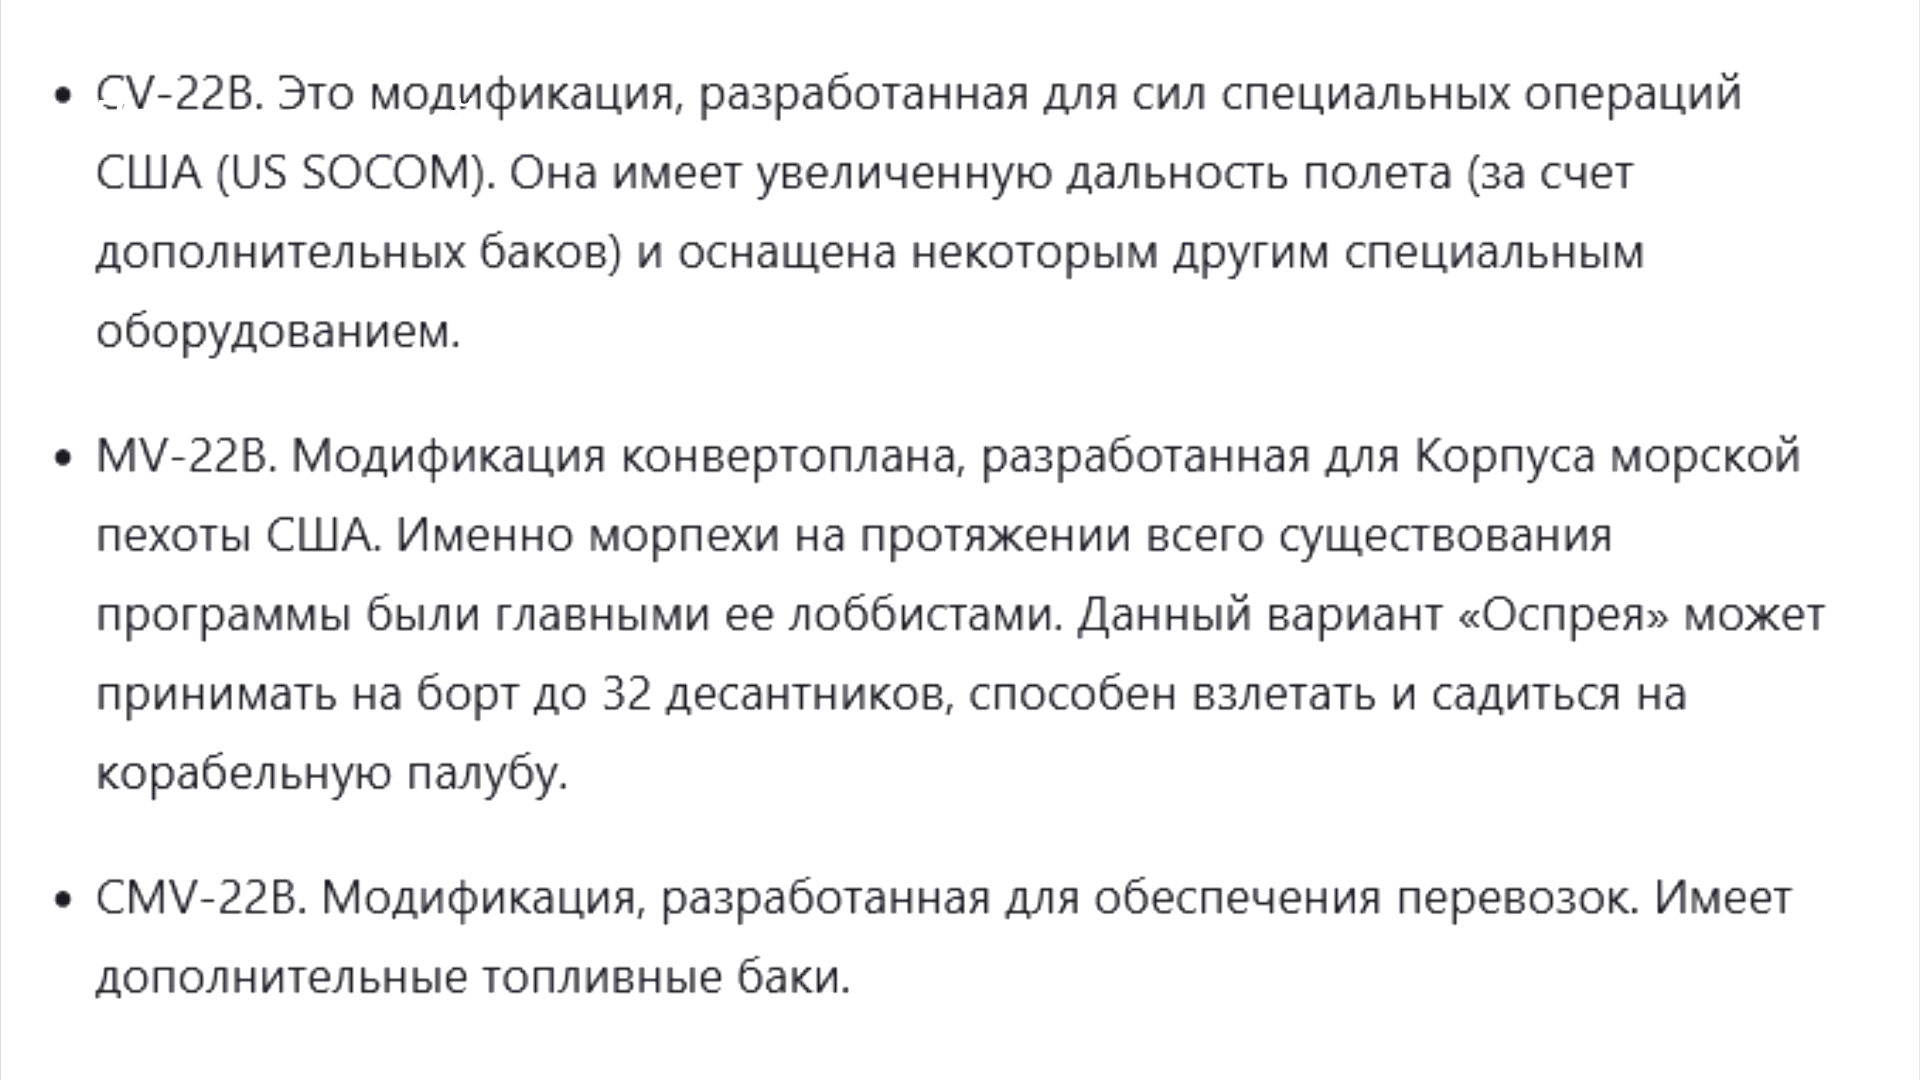 • CV-22B. Это модификация, разработанная для сил специальных операций
США (US SOCOM). Она имеет увеличенную дальность полета (за счет
дополнительных баков) и оснащена некоторым другим специальным
оборудованием.
• MV-22B. Модификация конвертоплана, разработанная для Корпуса морской
пехоты США. Именно морпехи на протяжении всего существования
программы были главными ее лоббистами. Данный вариант «Оспрея» может
принимать на борт до 32 десантников, способен взлетать и садиться на
корабельную палубу.
• CMV-22B. Модификация, разработанная для обеспечения перевозок. Имеет
дополнительные топливные баки.